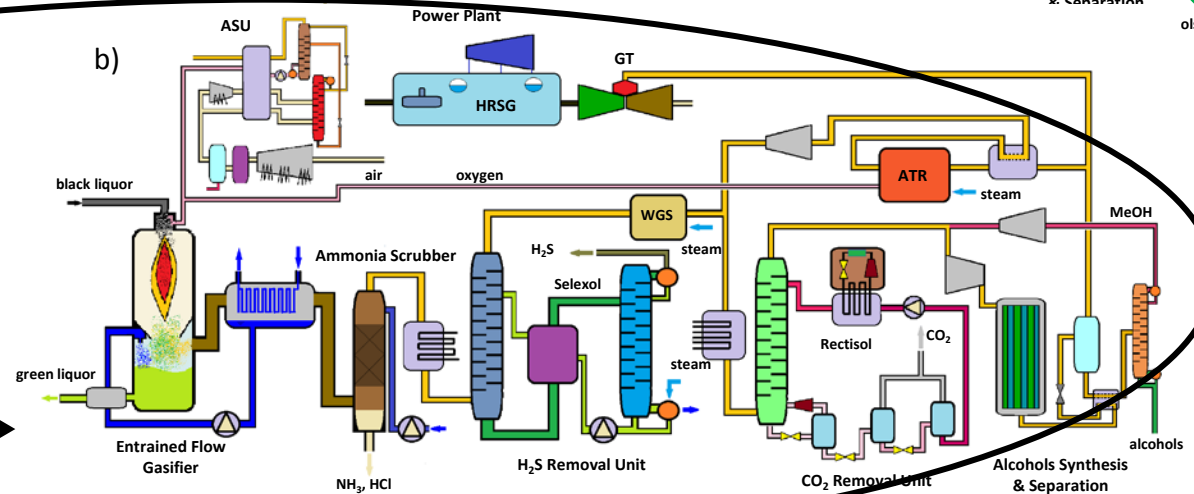 & Separation
ols
Power Plant
ASU
b)
GT
HRSG
air
oxygen
black liquor
ATR
steam
WGS
steam
MeOH
Ammonia Scrubber
H₂S
Selexol
CO₂
Rectisol
steam
green liquor
Entrained Flow
Gasifier
NH₃, HCl
H₂S Removal Unit
CO₂ Removal Unit
Alcohols Synthesis
& Separation
alcohols